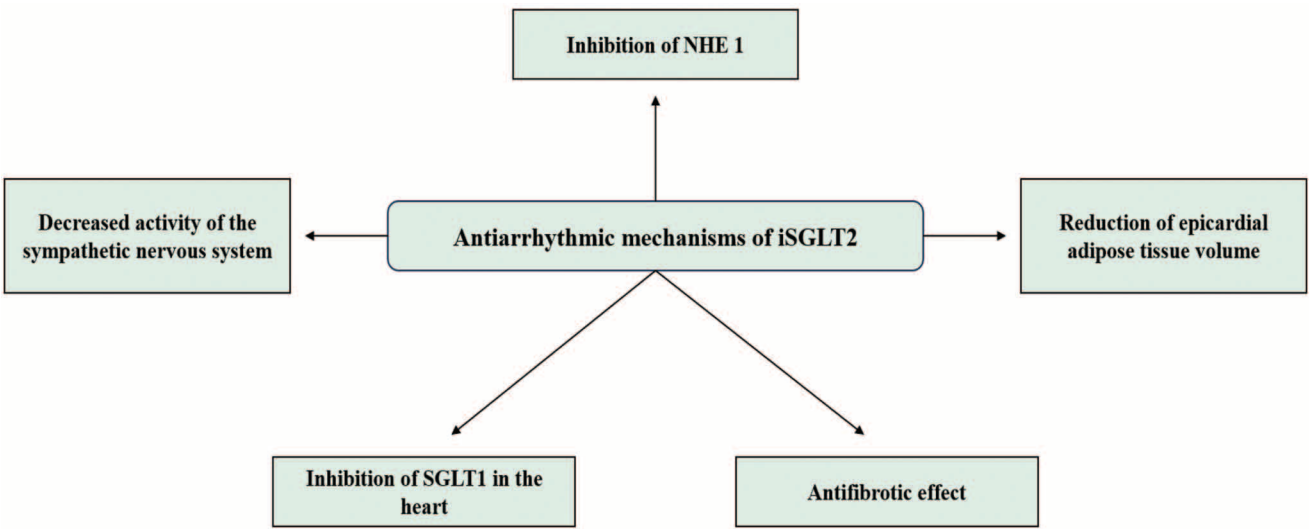 Inhibition of NHE 1
Decreased activity of the
sympathetic nervous system
Antiarrhythmic mechanisms of iSGLT2
Reduction of epicardial
adipose tissue volume
Inhibition of SGLT1 in the
heart
Antifibrotic effect